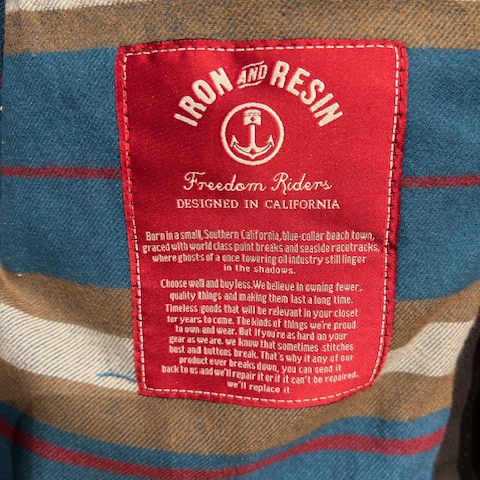 IRON AND RESIN
Freedom Riders
DESIGNED IN CALIFORNIA
Born in a small, Southern California, blue-collar beach town,
graced with world class point breaks and seaside racetracks,
where ghosts of a once towering oil industry still linger
in the shadows.
Choose well and buy less. We believe in owning fewer,
quality things and making them last a long time.
Timeless goods that will be relevant in your closet
for years to come. The kinds of things we're proud
to own and wear. But if you're as hard on your
gear as we are, we know that sometimes stitches
bust and buttons break. That's why if any of our
product ever breaks down, you can send it
back to us and we'll repair it or if it can't be repaired,
we'll replace it